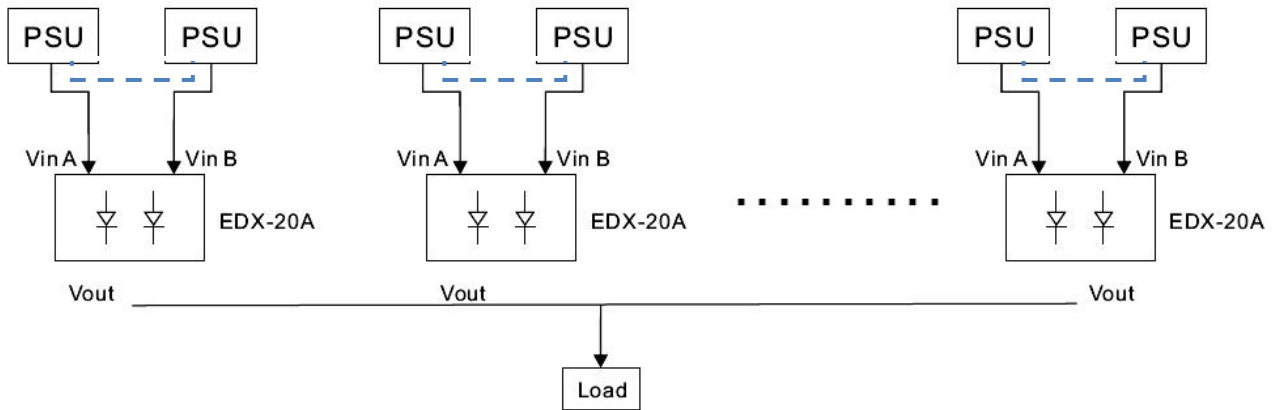 PSU PSU PSU PSU PSU PSU
Vin A Vin B Vin A Vin B Vin A Vin B
EDX-20A EDX-20A EDX-20A
Vout Vout Vout
Load